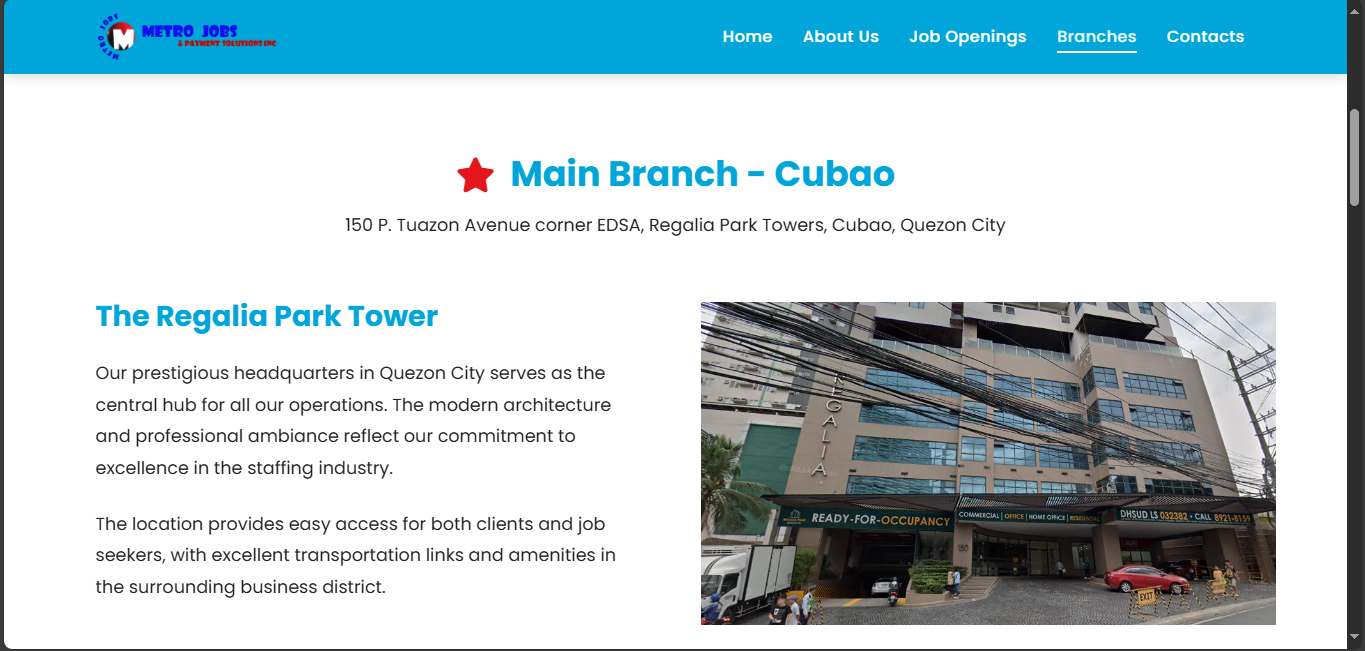 METRO JOBS
METRO JOBS
& PAYMENT SOLUTIONS INC
Home
About Us
Job Openings
Branches
Contacts
Main Branch - Cubao
150 P. Tuazon Avenue corner EDSA, Regalia Park Towers, Cubao, Quezon City
The Regalia Park Tower
Our prestigious headquarters in Quezon City serves as the
central hub for all our operations. The modern architecture
and professional ambiance reflect our commitment to
excellence in the staffing industry.
The location provides easy access for both clients and job
seekers, with excellent transportation links and amenities in
the surrounding business district.
REGALIA
READY-FOR-OCCUPANCY
COMMERCIAL | OFFICE | HOME OFFICE | RESIDENTIAL
DHSUD LS 032382 • CALL 8921-8159
150
EXIT